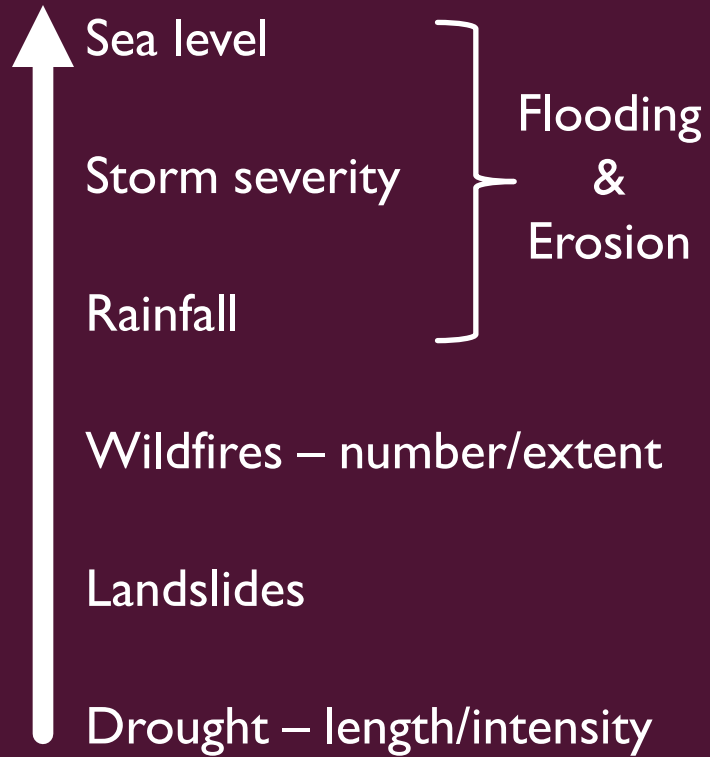 Sea level
Storm severity
Rainfall
Flooding
&
Erosion
Wildfires – number/extent
Landslides
Drought – length/intensity